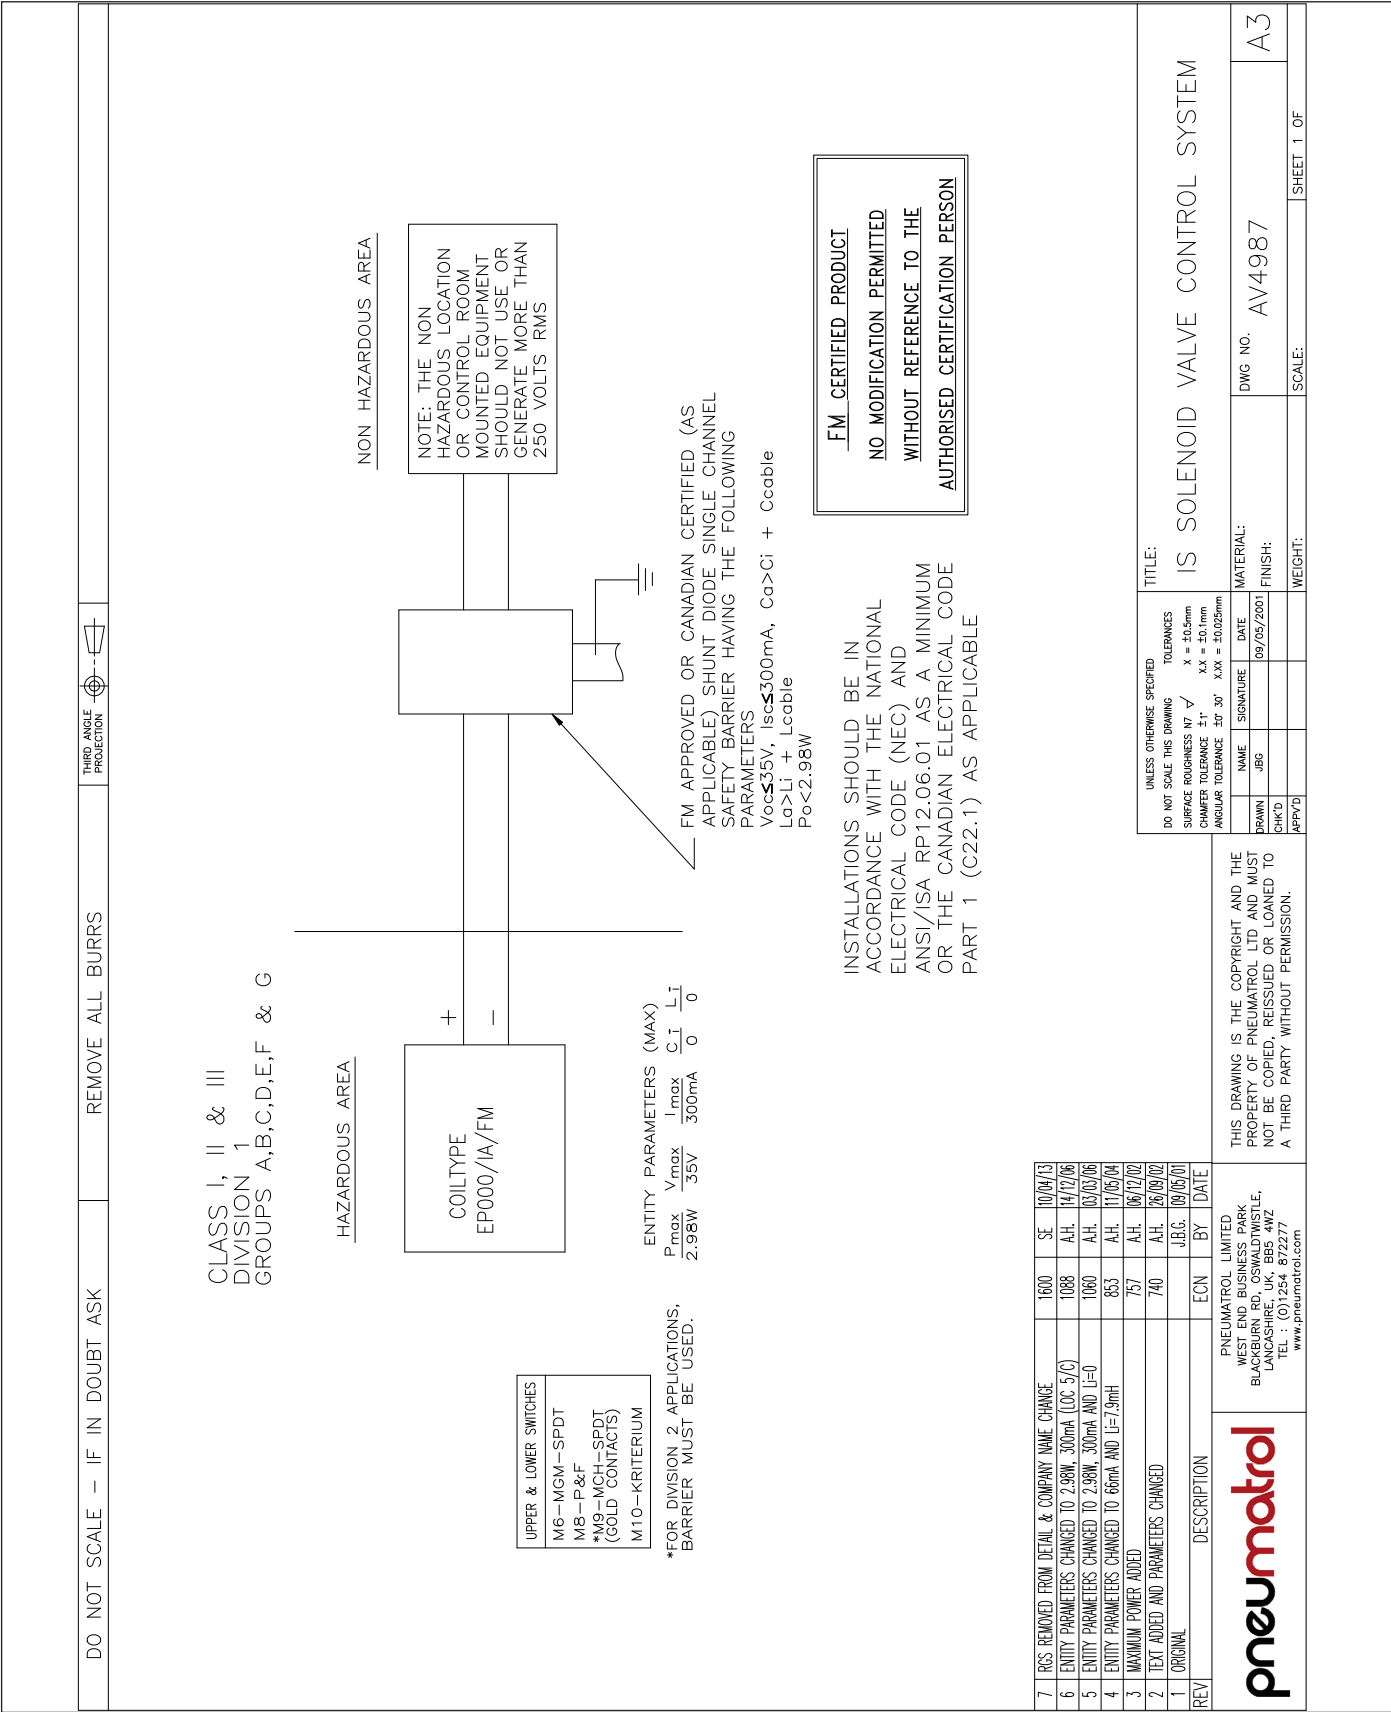 DO NOT SCALE – IF IN DOUBT ASK
REMOVE ALL BURRS
THIRD ANGLE
PROJECTION
CLASS I, II & III
DIVISION 1
GROUPS A,B,C,D,E,F & G
HAZARDOUS AREA
NON HAZARDOUS AREA
COILTYPE
EP000/IA/FM
+
–
NOTE: THE NON
HAZARDOUS LOCATION
OR CONTROL ROOM
MOUNTED EQUIPMENT
SHOULD NOT USE OR
GENERATE MORE THAN
250 VOLTS RMS
UPPER & LOWER SWITCHES
M6–MGM–SPDT
M8–P&F
*M9–MCH–SPDT
(GOLD CONTACTS)
M10–KRITERIUM
*FOR DIVISION 2 APPLICATIONS,
BARRIER MUST BE USED.
ENTITY PARAMETERS (MAX)
Pmax Vmax Imax Ci Li
2.98W 35V 300mA 0 0
FM APPROVED OR CANADIAN CERTIFIED (AS
APPLICABLE) SHUNT DIODE SINGLE CHANNEL
SAFETY BARRIER HAVING THE FOLLOWING
PARAMETERS
Voc≤35V, Isc≤300mA, Ca>Ci + Ccable
La>Li + Lcable
Po<2.98W
INSTALLATIONS SHOULD BE IN
ACCORDANCE WITH THE NATIONAL
ELECTRICAL CODE (NEC) AND
ANSI/ISA RP12.06.01 AS A MINIMUM
OR THE CANADIAN ELECTRICAL CODE
PART 1 (C22.1) AS APPLICABLE
FM CERTIFIED PRODUCT
NO MODIFICATION PERMITTED
WITHOUT REFERENCE TO THE
AUTHORISED CERTIFICATION PERSON
7 RGS REMOVED FROM DETAIL & COMPANY NAME CHANGE 1600 SE 10/04/13
6 ENTITY PARAMETERS CHANGED TO 2.98W, 300mA (LOC 5/C) 1088 A.H. 14/12/06
5 ENTITY PARAMETERS CHANGED TO 2.98W, 300mA AND Li=0 1060 A.H. 03/03/06
4 ENTITY PARAMETERS CHANGED TO 66mA AND Li=7.9mH 853 A.H. 11/05/04
3 MAXIMUM POWER ADDED 757 A.H. 06/12/02
2 TEXT ADDED AND PARAMETERS CHANGED 740 A.H. 26/09/02
1 ORIGINAL J.B.G. 09/05/01
REV DESCRIPTION ECN BY DATE
pneumatrol
PNEUMATROL LIMITED
WEST END BUSINESS PARK
BLACKBURN RD, OSWALDTWISTLE,
LANCASHIRE, UK, BB5 4WZ
TEL : (0)1254 872277
www.pneumatrol.com
THIS DRAWING IS THE COPYRIGHT AND THE
PROPERTY OF PNEUMATROL LTD AND MUST
NOT BE COPIED, REISSUED OR LOANED TO
A THIRD PARTY WITHOUT PERMISSION.
UNLESS OTHERWISE SPECIFIED
DO NOT SCALE THIS DRAWING TOLERANCES
SURFACE ROUGHNESS N7 X = ±0.5mm
CHAMFER TOLERANCE ±1° X.X = ±0.1mm
ANGULAR TOLERANCE ±0° 30' X.XX = ±0.025mm
NAME SIGNATURE DATE
DRAWN JBG 09/05/2001
CHK'D
APPV'D
TITLE:
IS SOLENOID VALVE CONTROL SYSTEM
MATERIAL:
FINISH:
WEIGHT:
DWG NO.
AV4987
A3
SCALE:
SHEET 1 OF